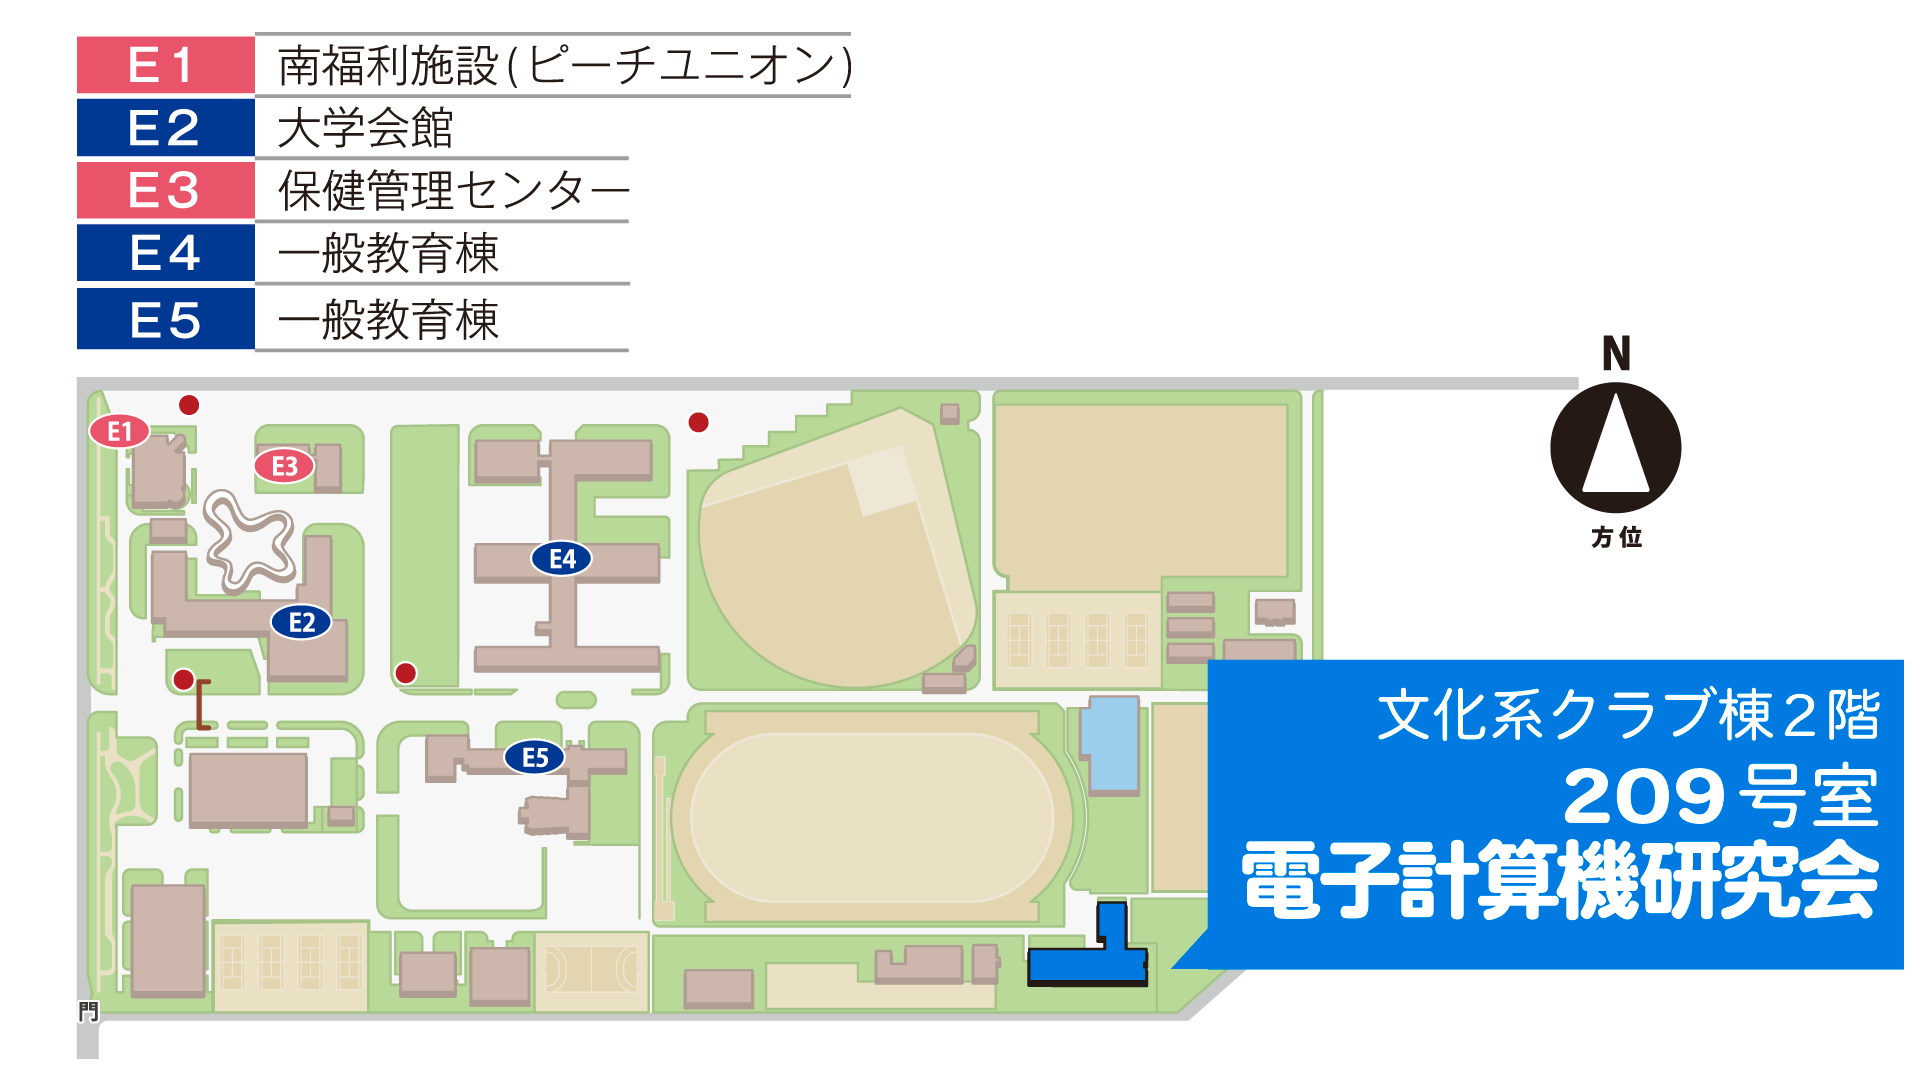 E1 南福利施設(ピーチユニオン)
E2 大学会館
E3 保健管理センター
E4 一般教育棟
E5 一般教育棟
N
方位
E1
E3
E4
E2
E5
文化系クラブ棟2階
209号室
電子計算機研究会
門